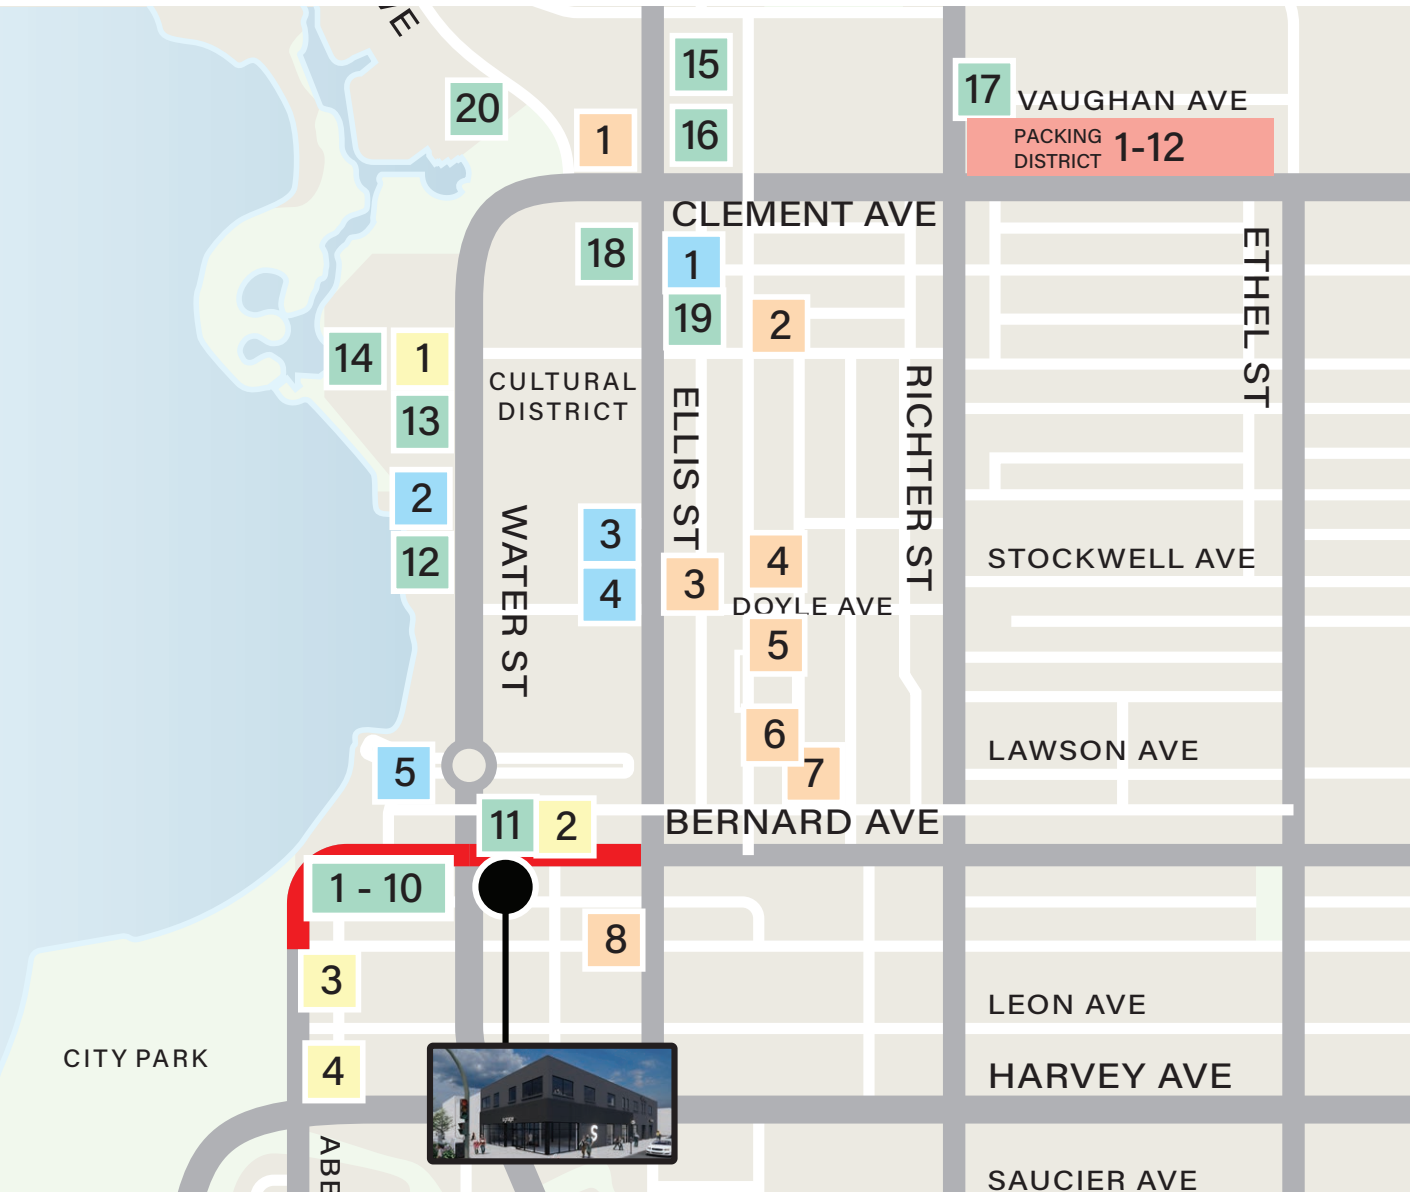 VE
15
20
17
VAUGHAN AVE
1
16
PACKING
DISTRICT
1-12
CLEMENT AVE
18
1
ETHEL ST
19
2
14
1
CULTURAL
DISTRICT
13
ELLIS ST
RICHTER ST
2
WATER ST
3
12
4
STOCKWELL AVE
4
3
DOYLE AVE
5
6
LAWSON AVE
5
7
11
2
BERNARD AVE
1 - 10
8
3
LEON AVE
CITY PARK
4
HARVEY AVE
S
ABE
SAUCIER AVE